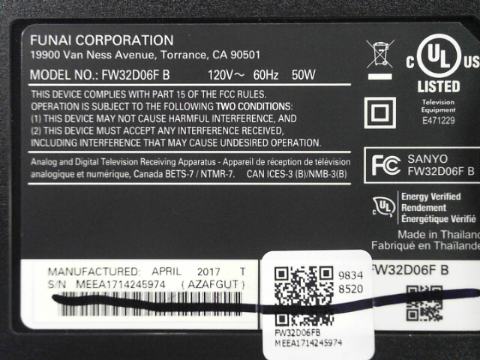 FUNAI CORPORATION
19900 Van Ness Avenue, Torrance, CA 90501
MODEL NO.: FW32D06F B 120V~ 60Hz 50W
THIS DEVICE COMPLIES WITH PART 15 OF THE FCC RULES.
OPERATION IS SUBJECT TO THE FOLLOWING TWO CONDITIONS:
(1) THIS DEVICE MAY NOT CAUSE HARMFUL INTERFERENCE, AND
(2) THIS DEVICE MUST ACCEPT ANY INTERFERENCE RECEIVED,
INCLUDING INTERFERENCE THAT MAY CAUSE UNDESIRED OPERATION.
Analog and Digital Television Receiving Apparatus - Appareil de réception de télévision
analogique et numérique, Canada BETS-7 / NTMR-7. CAN ICES-3 (B)/NMB-3(B)
C UL US
LISTED
Television
Equipment
E471229
FC SANYO
FW32D06F B
UL Energy Verified
Rendement
Énergétique Vérifié
Made in Thailand
Fabriqué en Thaïlande
MANUFACTURED: APRIL 2017 T
S/N MEEA1714245974 (AZAFGUT)
9834
8520
FW32D06FB
MEEA1714245974
FW32D06F B